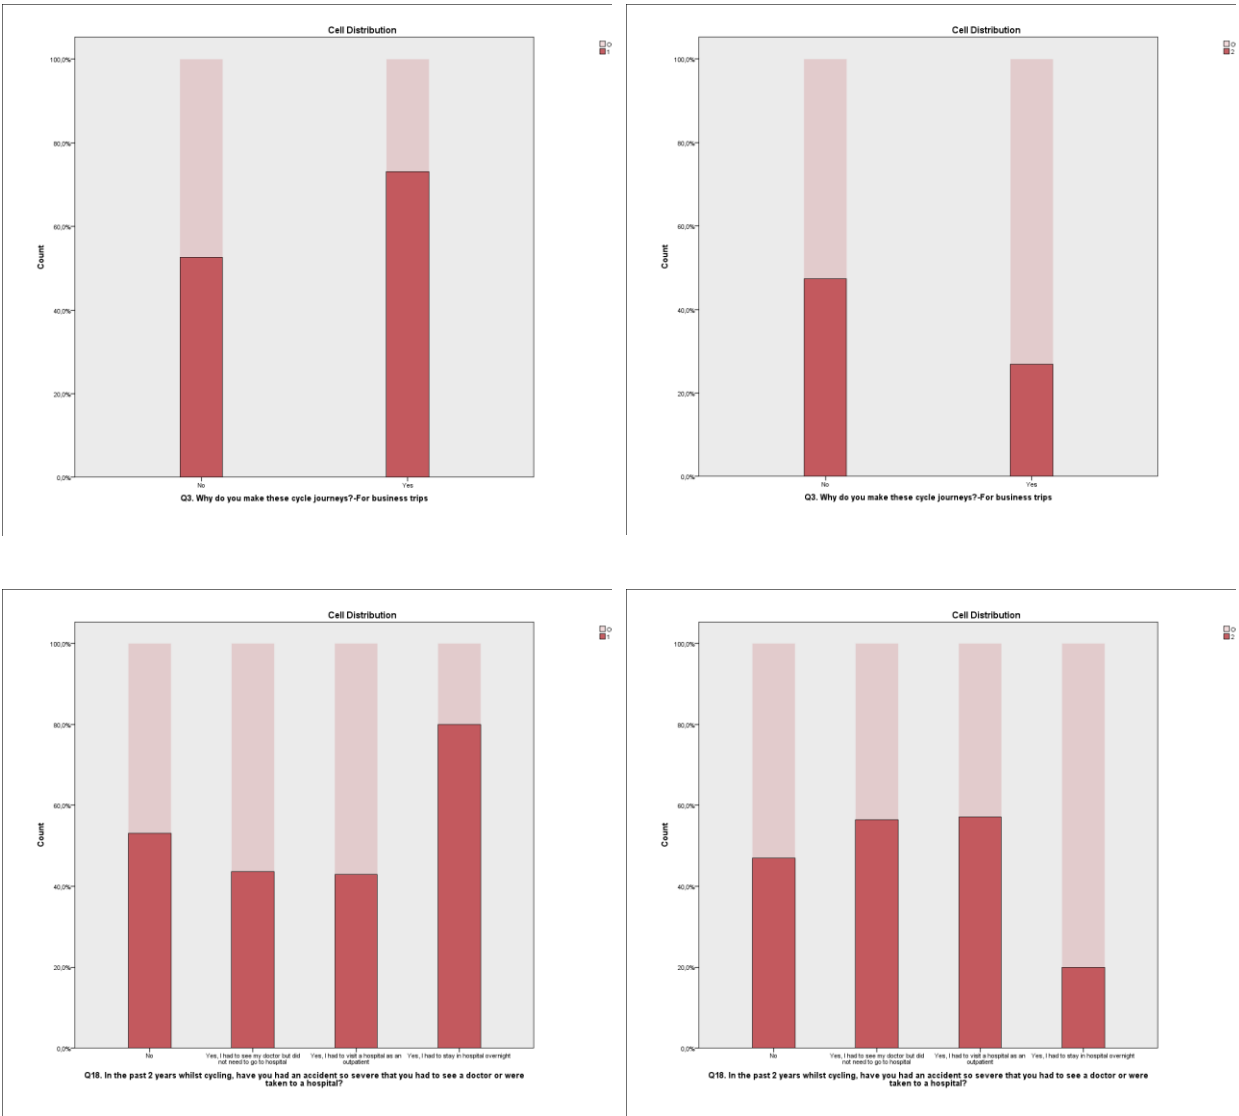 Cell Distribution
1
100,0%
80,0%
60,0%
40,0%
20,0%
0,0%
Count
No
Yes
Q3. Why do you make these cycle journeys?-For business trips
Cell Distribution
2
100,0%
80,0%
60,0%
40,0%
20,0%
0,0%
Count
No
Yes
Q3. Why do you make these cycle journeys?-For business trips
Cell Distribution
1
100,0%
80,0%
60,0%
40,0%
20,0%
0,0%
Count
No
Yes, I had to see my doctor but did
not need to go to hospital
Yes, I had to visit a hospital as an
outpatient
Yes, I had to stay in hospital overnight
Q18. In the past 2 years whilst cycling, have you had an accident so severe that you had to see a doctor or were
taken to a hospital?
Cell Distribution
2
100,0%
80,0%
60,0%
40,0%
20,0%
0,0%
Count
No
Yes, I had to see my doctor but did
not need to go to hospital
Yes, I had to visit a hospital as an
outpatient
Yes, I had to stay in hospital overnight
Q18. In the past 2 years whilst cycling, have you had an accident so severe that you had to see a doctor or were
taken to a hospital?